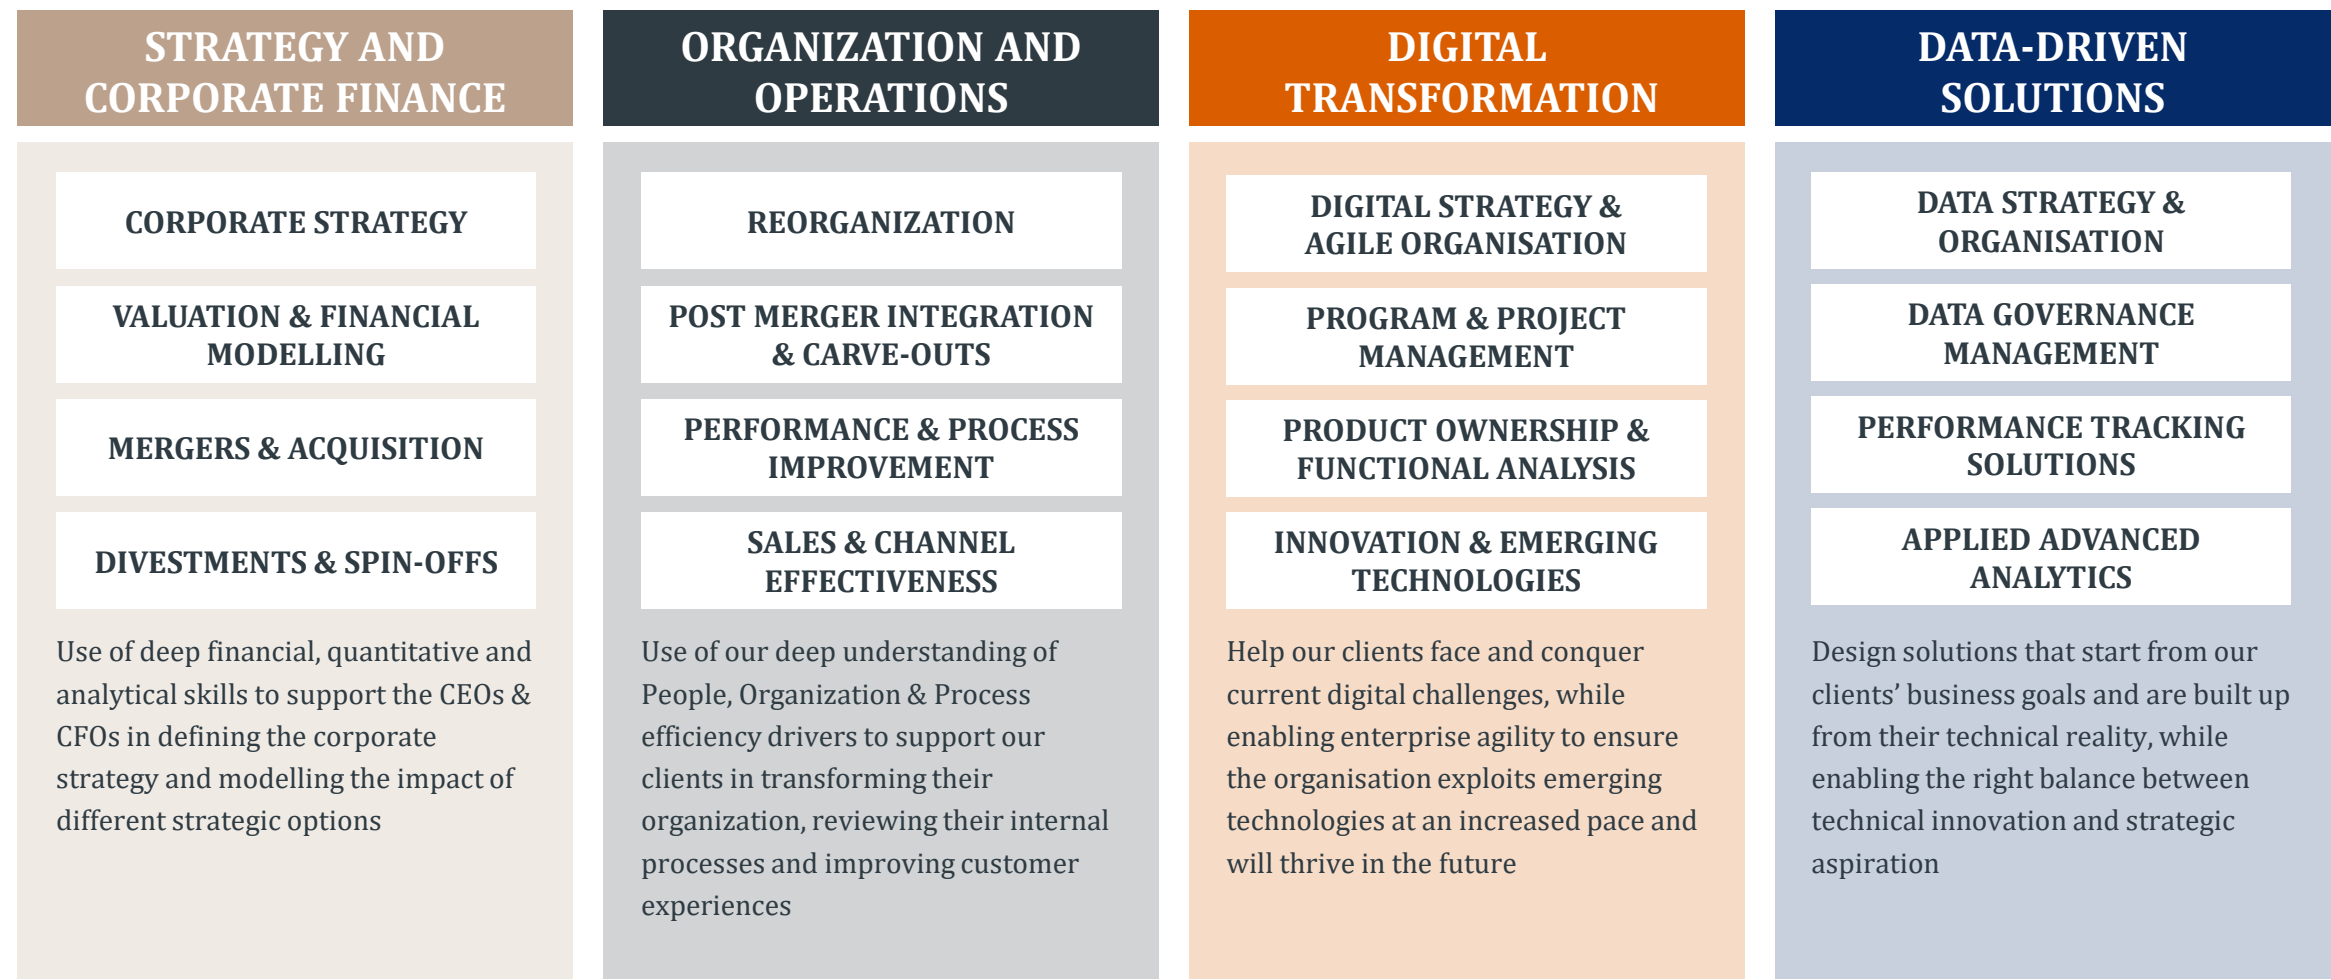 STRATEGY AND
CORPORATE FINANCE
CORPORATE STRATEGY
VALUATION & FINANCIAL
MODELLING
MERGERS & ACQUISITION
DIVESTMENTS & SPIN-OFFS
Use of deep financial, quantitative and
analytical skills to support the CEOs &
CFOs in defining the corporate
strategy and modelling the impact of
different strategic options
ORGANIZATION AND
OPERATIONS
REORGANIZATION
POST MERGER INTEGRATION
& CARVE-OUTS
PERFORMANCE & PROCESS
IMPROVEMENT
SALES & CHANNEL
EFFECTIVENESS
Use of our deep understanding of
People, Organization & Process
efficiency drivers to support our
clients in transforming their
organization, reviewing their internal
processes and improving customer
experiences
DIGITAL
TRANSFORMATION
DIGITAL STRATEGY &
AGILE ORGANISATION
PROGRAM & PROJECT
MANAGEMENT
PRODUCT OWNERSHIP &
FUNCTIONAL ANALYSIS
INNOVATION & EMERGING
TECHNOLOGIES
Help our clients face and conquer
current digital challenges, while
enabling enterprise agility to ensure
the organisation exploits emerging
technologies at an increased pace and
will thrive in the future
DATA-DRIVEN
SOLUTIONS
DATA STRATEGY &
ORGANISATION
DATA GOVERNANCE
MANAGEMENT
PERFORMANCE TRACKING
SOLUTIONS
APPLIED ADVANCED
ANALYTICS
Design solutions that start from our
clients’ business goals and are built up
from their technical reality, while
enabling the right balance between
technical innovation and strategic
aspiration